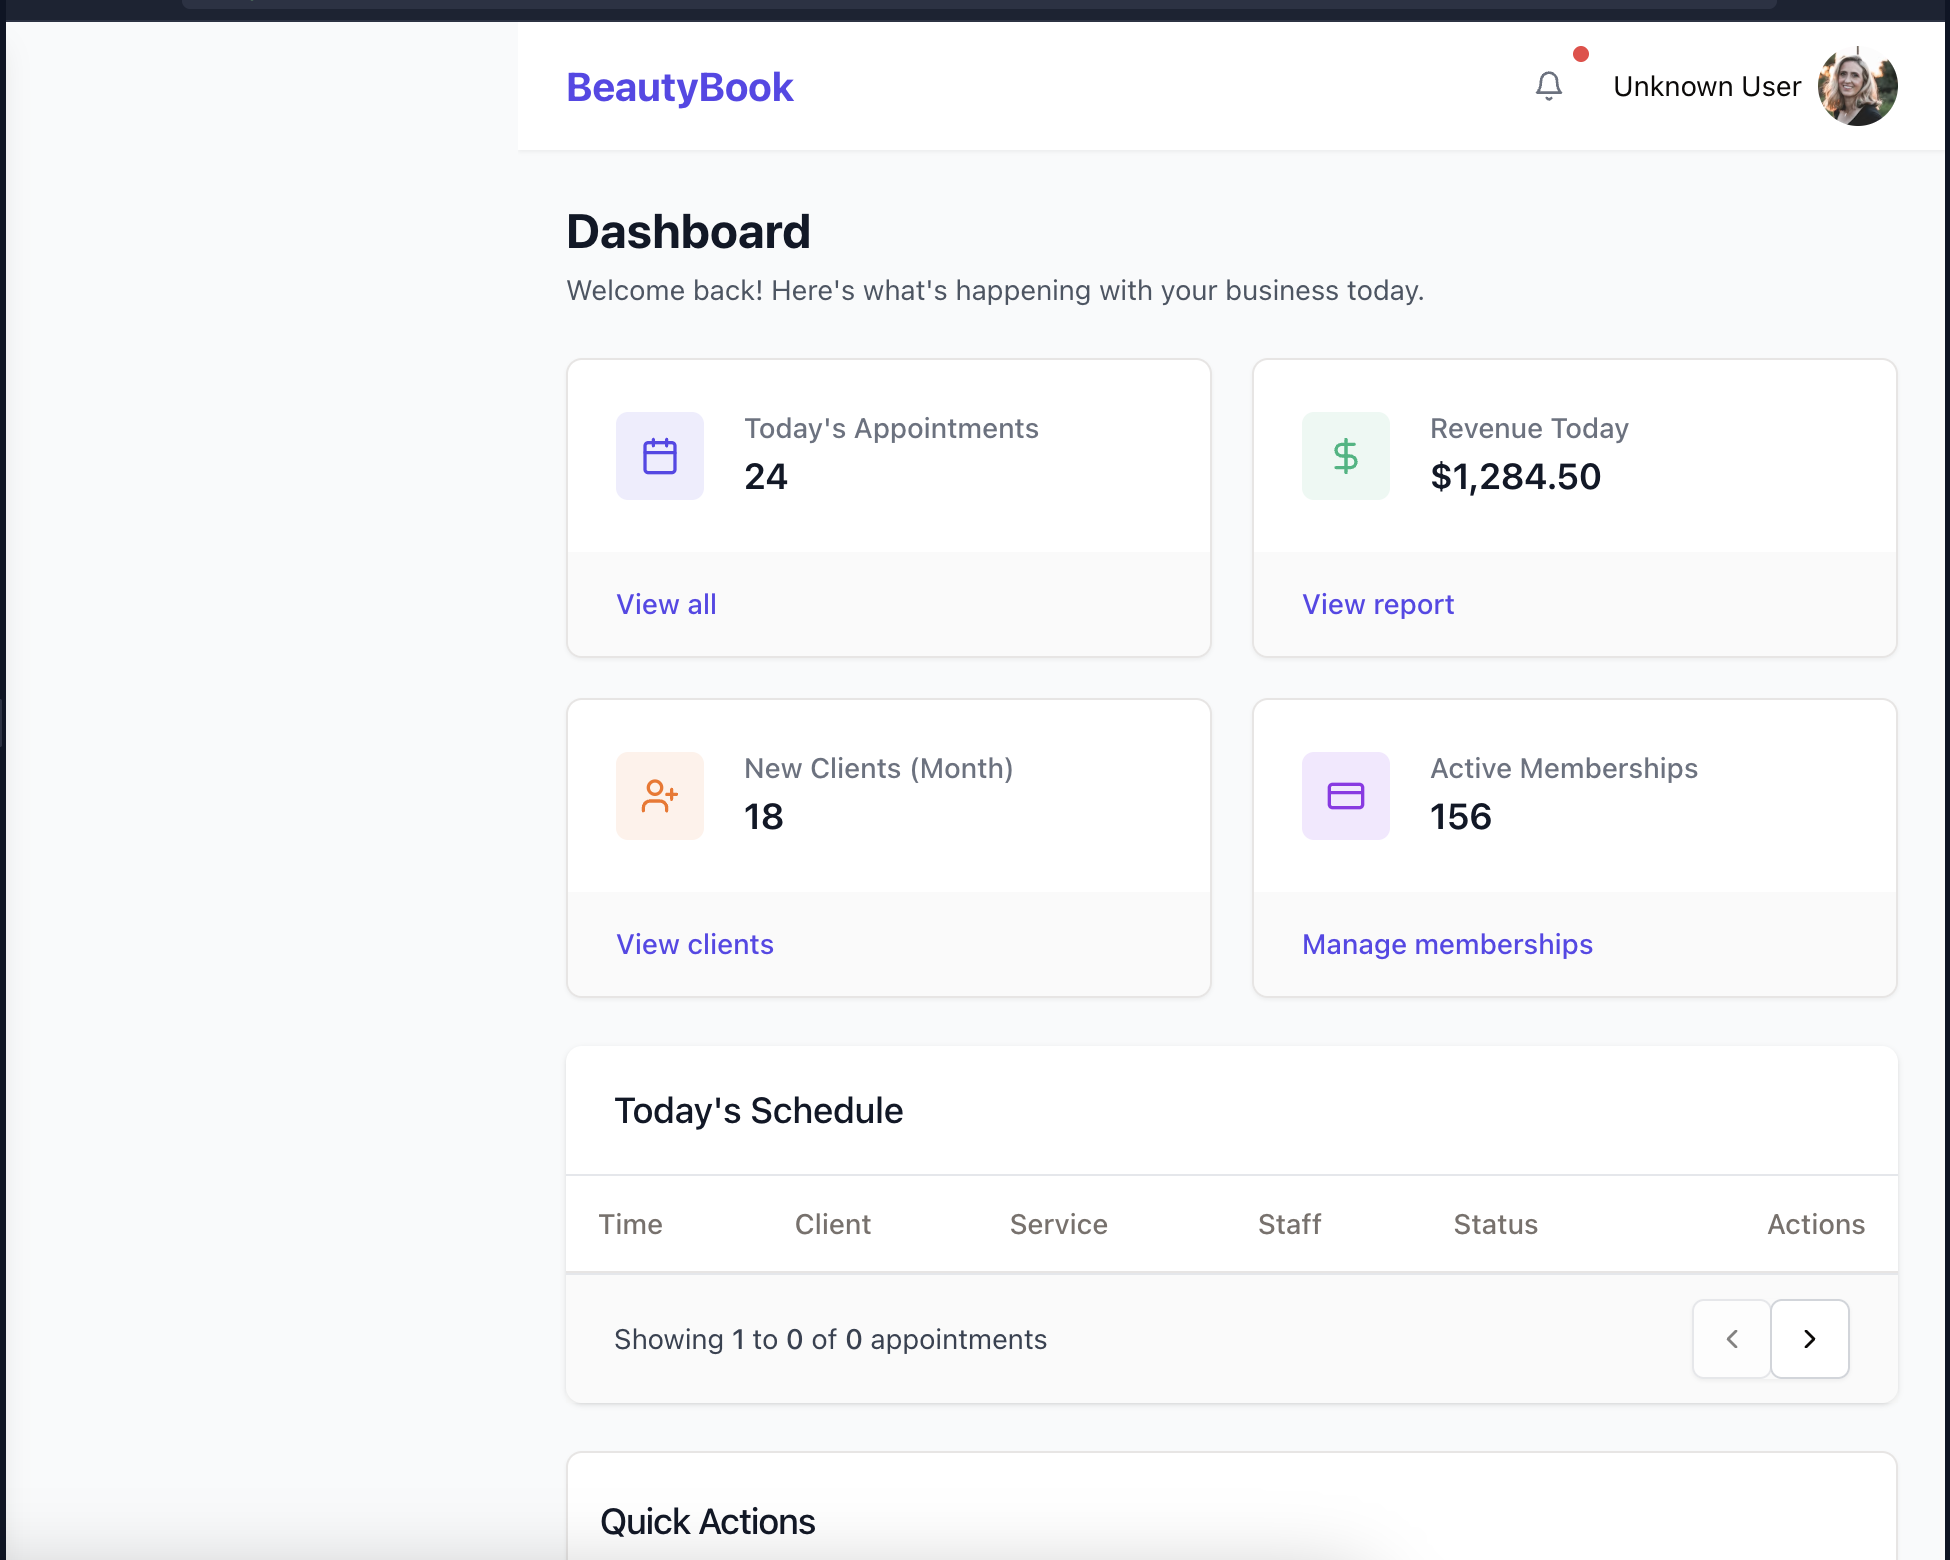 BeautyBook
Unknown User
Dashboard
Welcome back! Here's what's happening with your business today.
Today's Appointments
24
View all
Revenue Today
$1,284.50
View report
New Clients (Month)
18
View clients
Active Memberships
156
Manage memberships
Today's Schedule
Time Client Service Staff Status Actions
Showing 1 to 0 of 0 appointments
Quick Actions